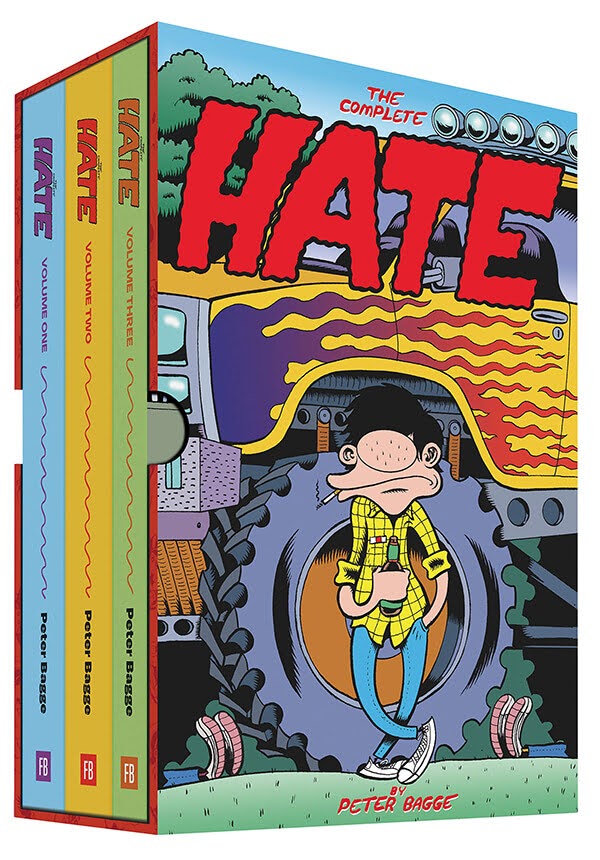 HATE
VOLUME ONE
Peter Bagge
FB
HATE
VOLUME TWO
Peter Bagge
FB
HATE
VOLUME THREE
Peter Bagge
FB
THE
COMPLETE
HATE
BY
PETER BAGGE